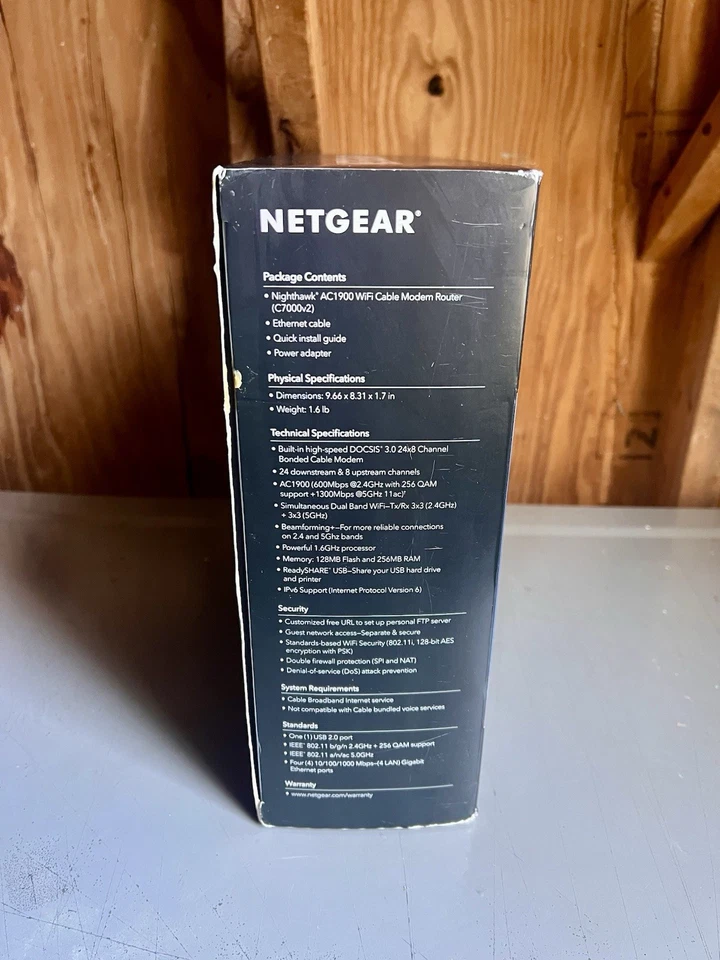 NETGEAR®
Package Contents
• Nighthawk® AC1900 WiFi Cable Modem Router
(C7000v2)
• Ethernet cable
• Quick install guide
• Power adapter
Physical Specifications
• Dimensions: 9.66 x 8.31 x 1.7 in
• Weight: 1.6 lb
Technical Specifications
• Built-in high-speed DOCSIS® 3.0 24x8 Channel
Bonded Cable Modem
• 24 downstream & 8 upstream channels
• AC1900 (600Mbps @2.4GHz with 256 QAM
support +1300Mbps @5GHz 11ac)†
• Simultaneous Dual Band WiFi—Tx/Rx 3x3 (2.4GHz)
+ 3x3 (5GHz)
• Beamforming+—For more reliable connections
on 2.4 and 5Ghz bands
• Powerful 1.6GHz processor
• Memory: 128MB Flash and 256MB RAM
• ReadySHARE® USB—Share your USB hard drive
and printer
• IPv6 Support (Internet Protocol Version 6)
Security
• Customized free URL to set up personal FTP server
• Guest network access—Separate & secure
• Standards-based WiFi Security (802.11i, 128-bit AES
encryption with PSK)
• Double firewall protection (SPI and NAT)
• Denial-of-service (DoS) attack prevention
System Requirements
• Cable Broadband Internet service
• Not compatible with Cable bundled voice services
Standards
• One (1) USB 2.0 port
• IEEE® 802.11 b/g/n 2.4GHz + 256 QAM support
• IEEE® 802.11 a/n/ac 5.0GHz
• Four (4) 10/100/1000 Mbps—(4 LAN) Gigabit
Ethernet ports
Warranty
• www.netgear.com/warranty
[2]